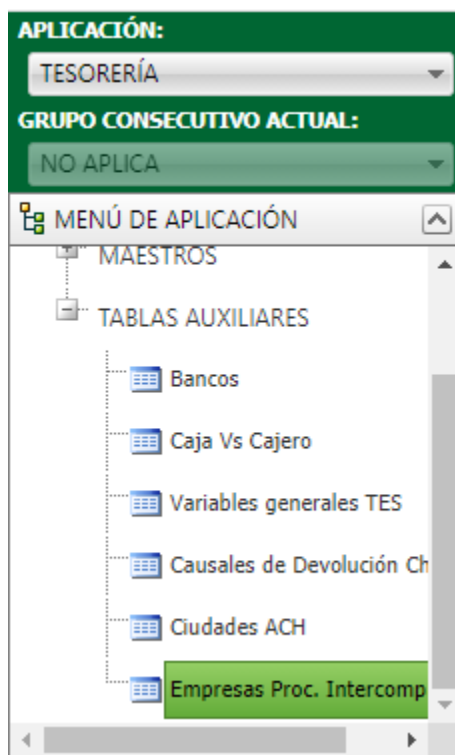 APLICACIÓN:
TESORERÍA
GRUPO CONSECUTIVO ACTUAL:
NO APLICA
MENÚ DE APLICACIÓN
MAESTROS
TABLAS AUXILIARES
Bancos
Caja Vs Cajero
Variables generales TES
Causales de Devolución Ch
Ciudades ACH
Empresas Proc. Intercomp